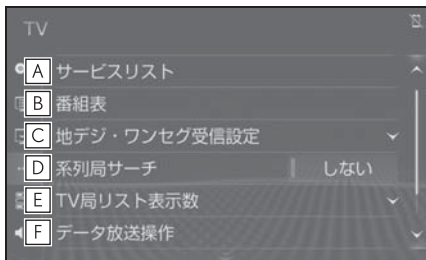 TV
A サービスリスト
B 番組表
C 地デジ・ワンセグ受信設定
D 系列局サーチ しない
E TV局リスト表示数
F データ放送操作